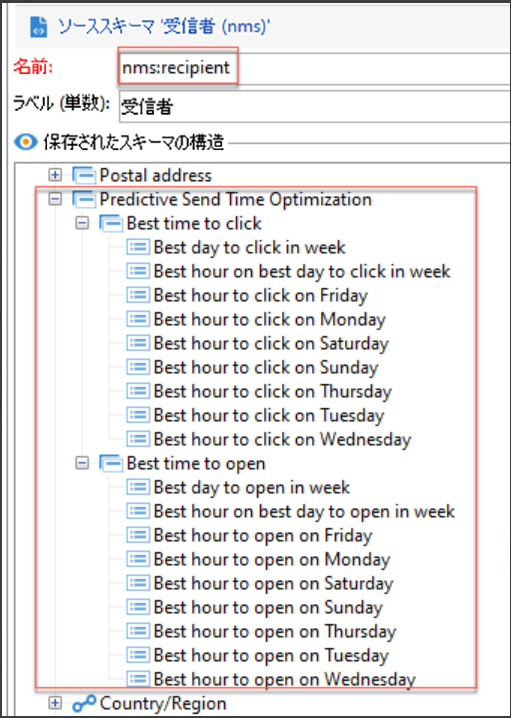 ソーススキーマ '受信者 (nms)'
名前: nms:recipient
ラベル (単数): 受信者
保存されたスキーマの構造
Postal address
Predictive Send Time Optimization
Best time to click
Best day to click in week
Best hour on best day to click in week
Best hour to click on Friday
Best hour to click on Monday
Best hour to click on Saturday
Best hour to click on Sunday
Best hour to click on Thursday
Best hour to click on Tuesday
Best hour to click on Wednesday
Best time to open
Best day to open in week
Best hour on best day to open in week
Best hour to open on Friday
Best hour to open on Monday
Best hour to open on Saturday
Best hour to open on Sunday
Best hour to open on Thursday
Best hour to open on Tuesday
Best hour to open on Wednesday
Country/Region